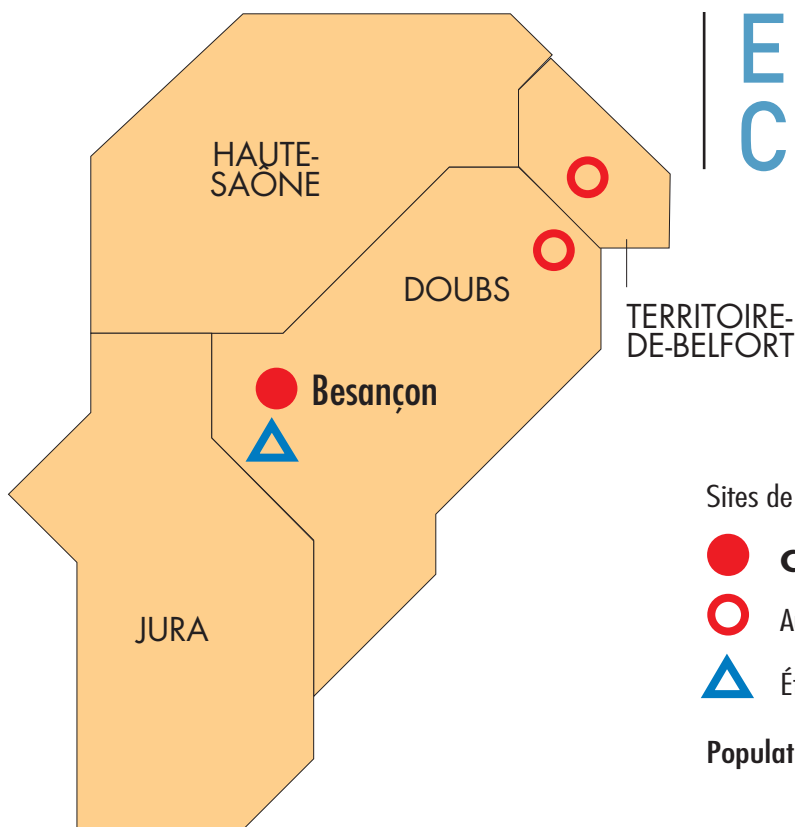 E
C
HAUTE-
SAÔNE
DOUBS
TERRITOIRE-
DE-BELFORT
Besançon
JURA
Sites de